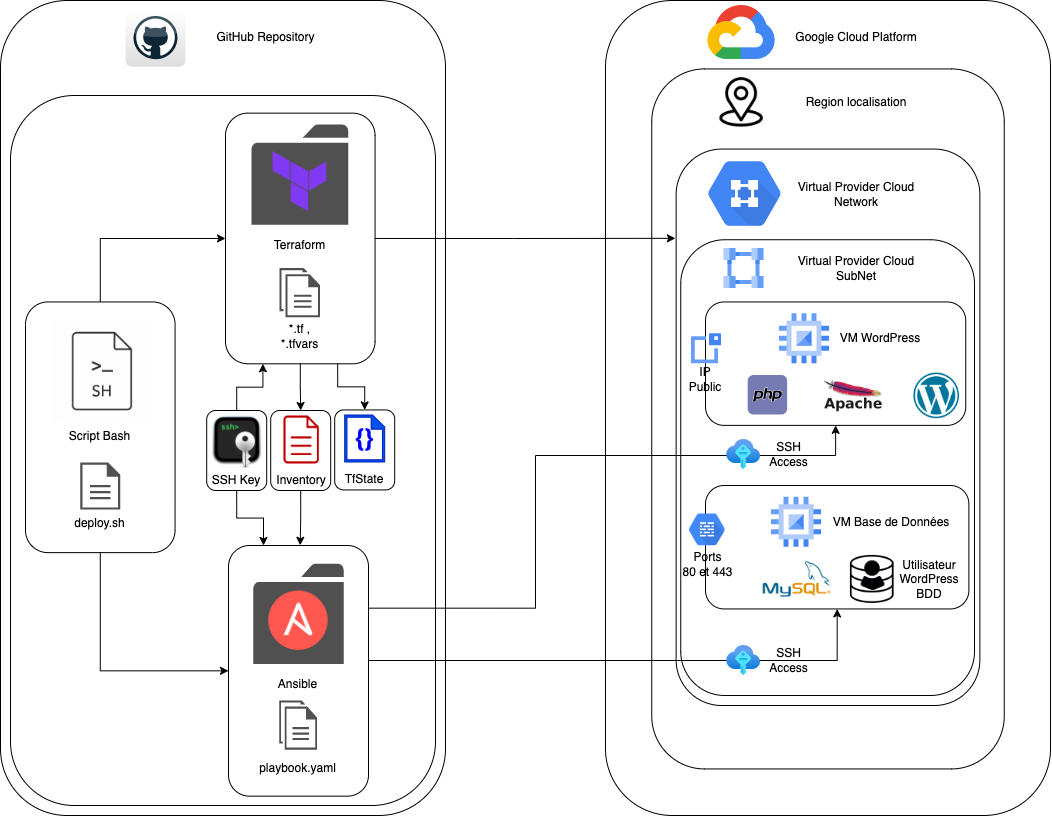 GitHub Repository
Terraform
*.tf ,
*.tfvars
>_
SH
Script Bash
deploy.sh
ssh>
SSH Key
Inventory
{}
TfState
A
Ansible
playbook.yaml
Google Cloud Platform
Region localisation
Virtual Provider Cloud
Network
Virtual Provider Cloud
SubNet
VM WordPress
IP
Public
php
Apache
W
SSH
Access
VM Base de Données
Ports
80 et 443
MySQL
Utilisateur
WordPress
BDD
SSH
Access